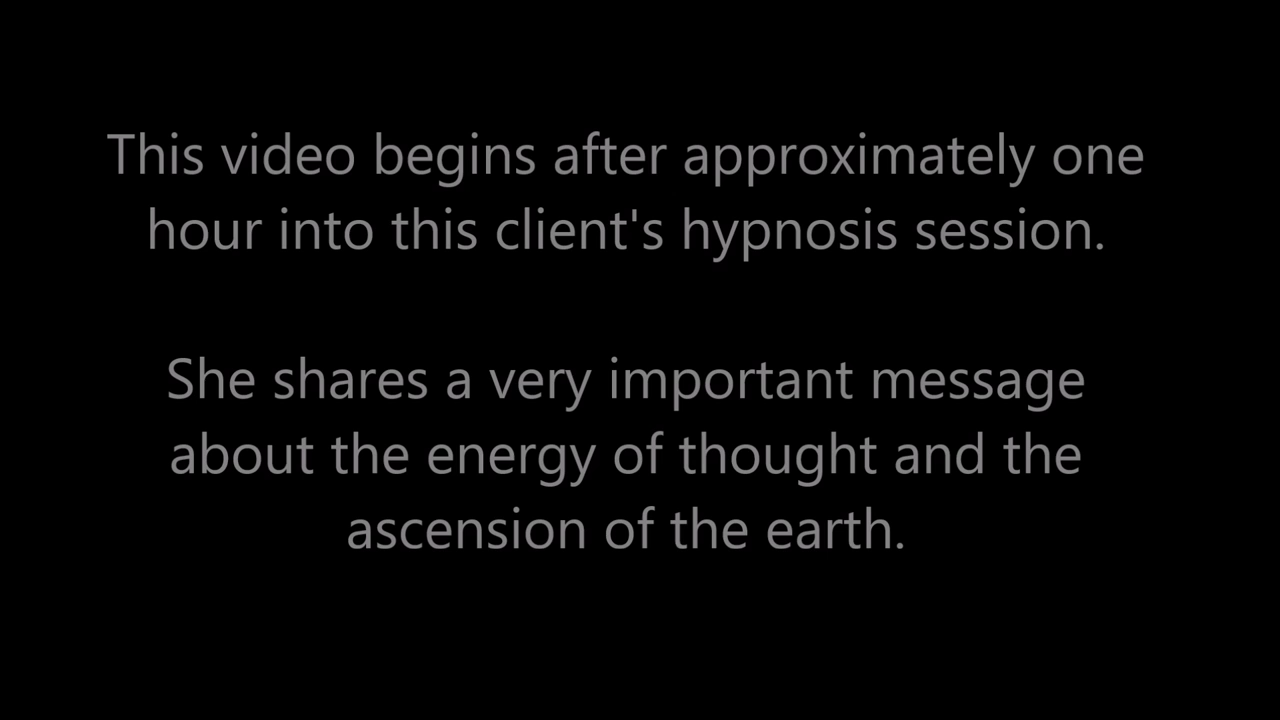 This video begins after approximately one
hour into this client's hypnosis session.
She shares a very important message
about the energy of thought and the
ascension of the earth.